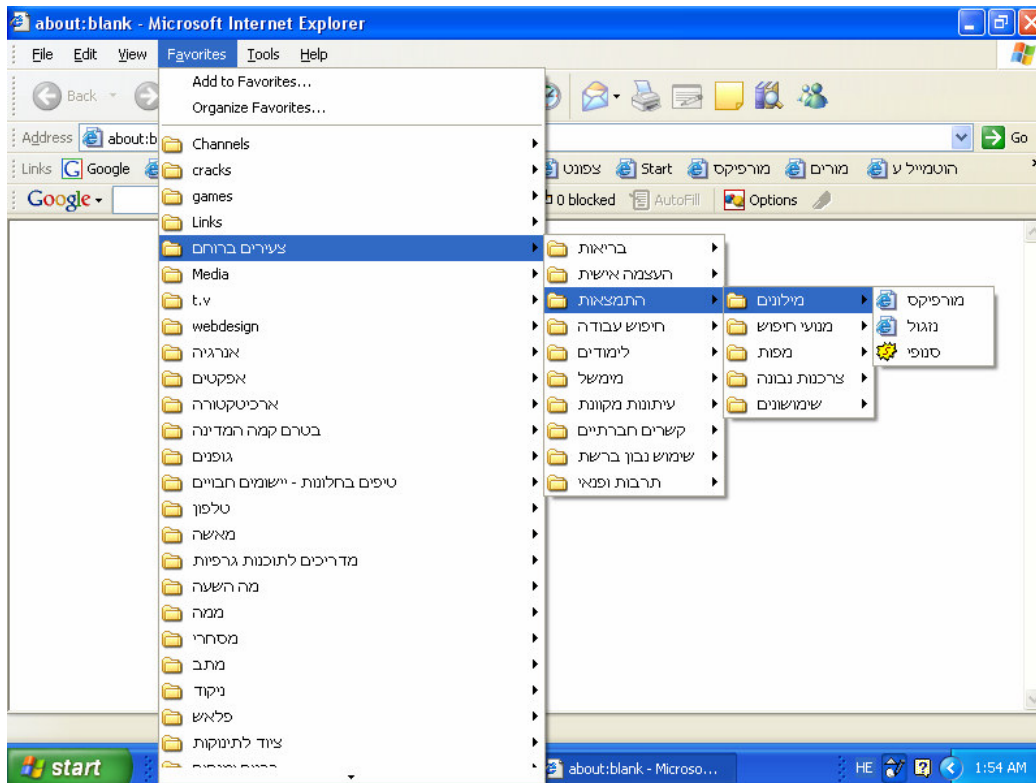 about:blank - Microsoft Internet Explorer
File Edit View Favorites Tools Help
Back
Address about:b Go
Links Google צפונט Start מורפיקס מורים הוטמייל ע
Google 0 blocked AutoFill Options
Add to Favorites...
Organize Favorites...
Channels
cracks
games
Links
צעירים ברוחם
Media
t.v
webdesign
אנרגיה
אפקטים
ארכיטקטורה
בטרם קמה המדינה
גופנים
טיפים בחלונות - יישומים חבויים
טלפון
מאשה
מדריכים לתוכנות גרפיות
מה השעה
ממה
מסחרי
מתב
ניקוד
פלאש
ציוד לתינוקות
בריאות
העצמה אישית
התמצאות
חיפוש עבודה
לימודים
מימשל
עיתונות מקוונת
קשרים חברתיים
שימוש נבון ברשת
תרבות ופנאי
מילונים
מנועי חיפוש
מפות
צרכנות נבונה
שימושונים
מורפיקס
נזגול
סנופי
start about:blank - Microso... HE 1:54 AM